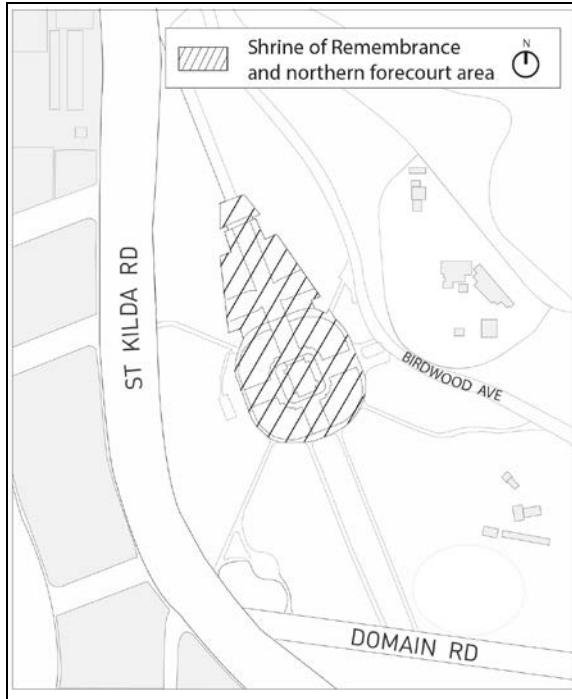 Shrine of Remembrance
and northern forecourt area
N
ST KILDA RD
BIRDWOOD AVE
DOMAIN RD